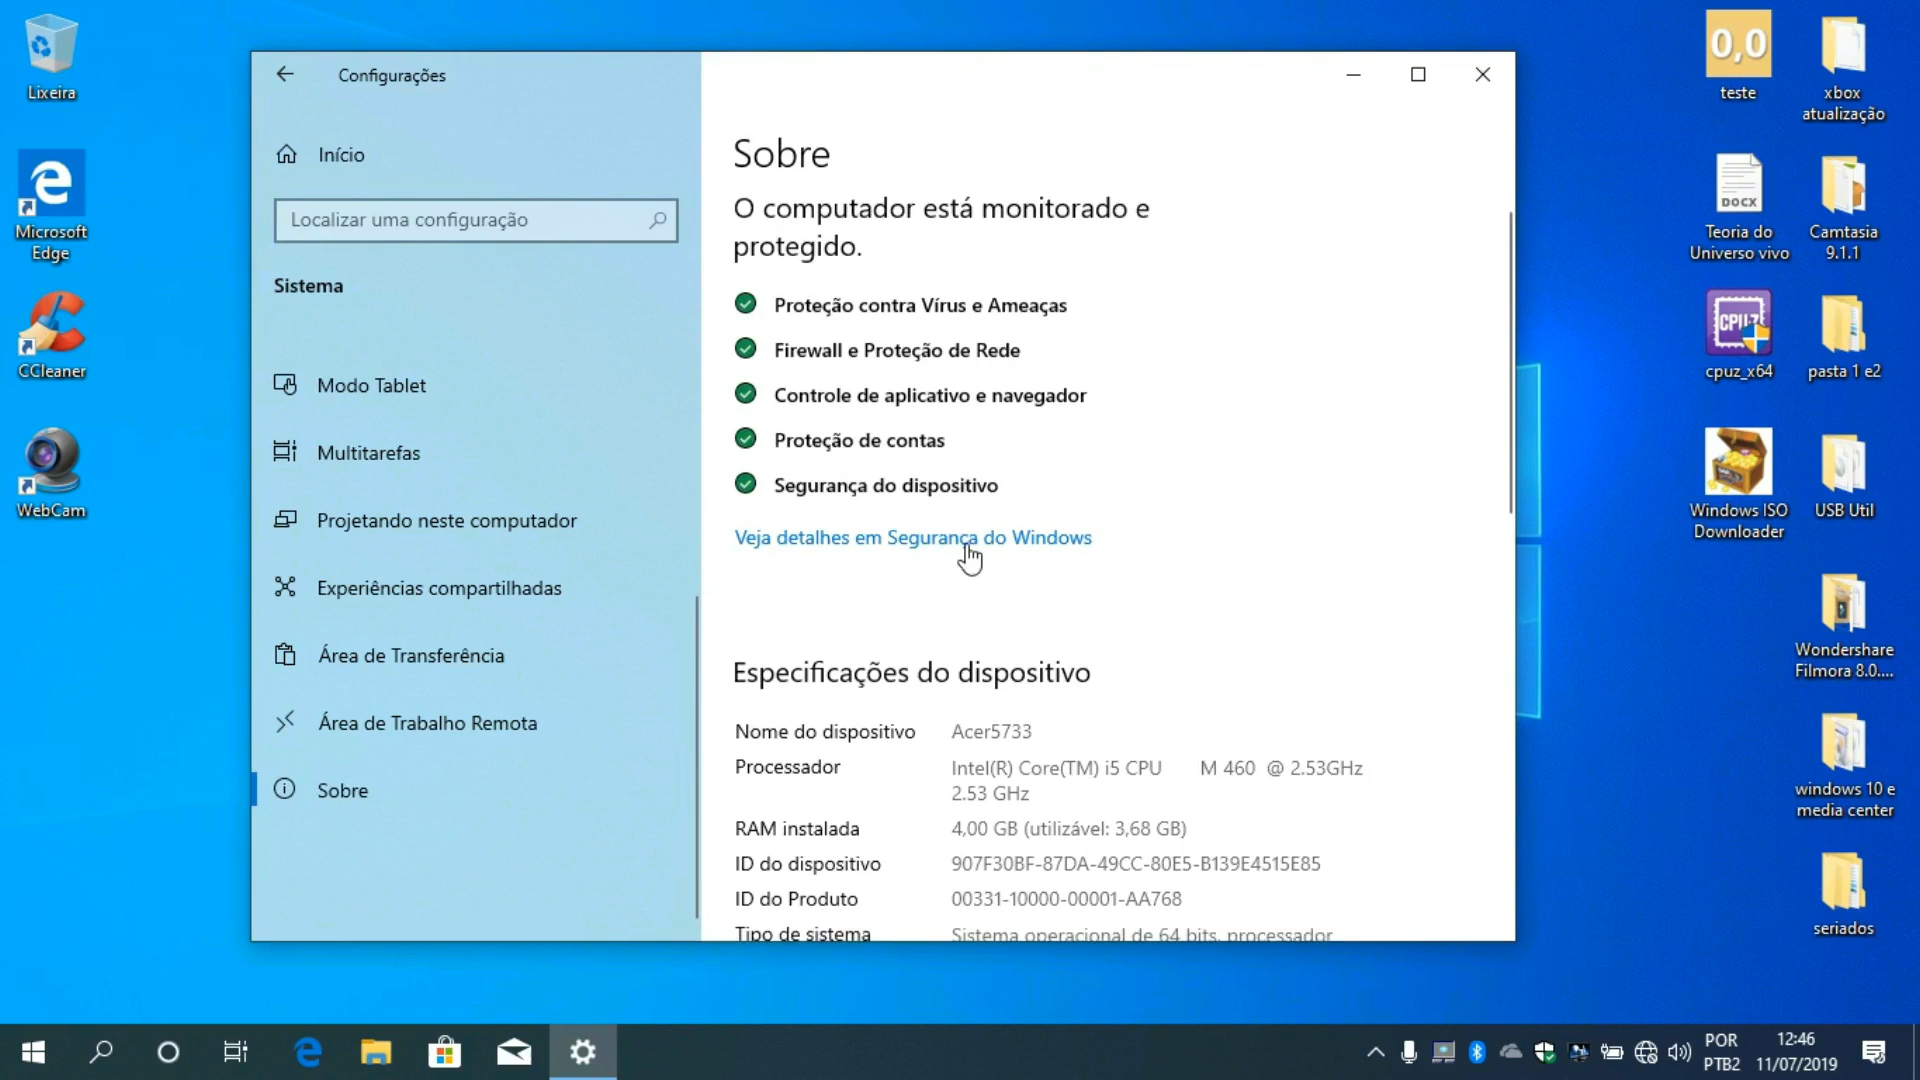 Configurações
Início
Localizar uma configuração
Sistema
Modo Tablet
Multitarefas
Projetando neste computador
Experiências compartilhadas
Área de Transferência
Área de Trabalho Remota
Sobre
Sobre
O computador está monitorado e
protegido.
Proteção contra Vírus e Ameaças
Firewall e Proteção de Rede
Controle de aplicativo e navegador
Proteção de contas
Segurança do dispositivo
Veja detalhes em Segurança do Windows
Especificações do dispositivo
Nome do dispositivo Acer5733
Processador Intel(R) Core(TM) i5 CPU M 460 @ 2.53GHz
2.53 GHz
RAM instalada 4,00 GB (utilizável: 3,68 GB)
ID do dispositivo 907F30BF-87DA-49CC-80E5-B139E4515E85
ID do Produto 00331-10000-00001-AA768
Tipo de sistema Sistema operacional de 64 bits, processador
Lixeira
Microsoft
Edge
CCleaner
WebCam
0,0
teste
xbox
atualização
DOCX
Teoria do
Universo vivo
Camtasia
9.1.1
CPU-Z
cpuz_x64
pasta 1 e2
Windows ISO
Downloader
USB Util
Wondershare
Filmora 8.0....
windows 10 e
media center
seriados
POR
PTB2
12:46
11/07/2019